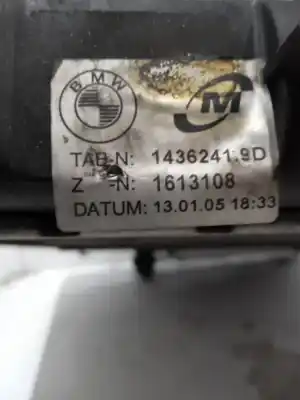 BMW
M
TAB-N: 1436241.9D
Z -N: 1613108
DATUM: 13.01.05 18:33